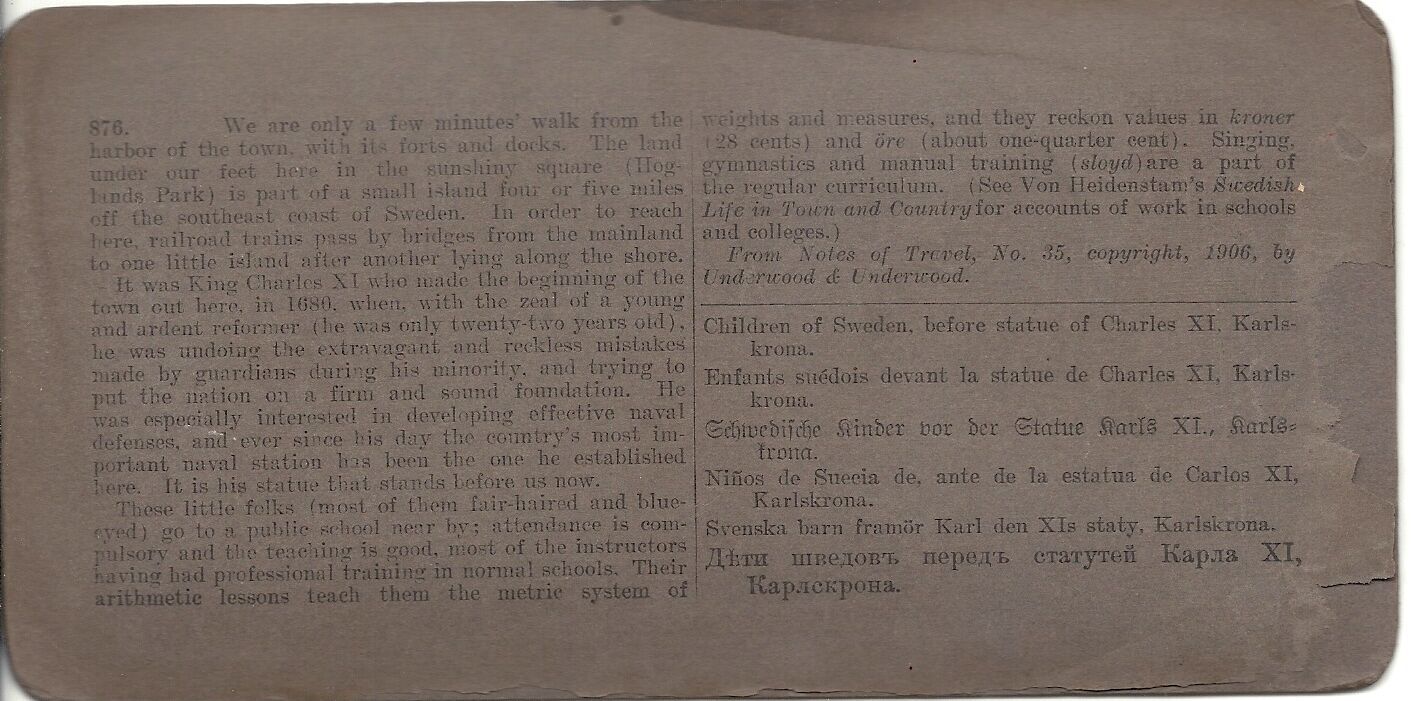 876. We are only a few minutes' walk from the
harbor of the town, with its forts and docks. The land
under our feet here in the sunshiny square (Hog-
lands Park) is part of a small island four or five miles
off the southeast coast of Sweden. In order to reach
here, railroad trains pass by bridges from the mainland
to one little island after another lying along the shore.
It was King Charles XI who made the beginning of the
town out here, in 1680, when, with the zeal of a young
and ardent reformer (he was only twenty-two years old),
he was undoing the extravagant and reckless mistakes
made by guardians during his minority, and trying to
put the nation on a firm and sound foundation. He
was especially interested in developing effective naval
defenses, and ever since his day the country's most im-
portant naval station has been the one he established
here. It is his statue that stands before us now.
These little folks (most of them fair-haired and blue-
eyed) go to a public school near by; attendance is com-
pulsory and the teaching is good, most of the instructors
having had professional training in normal schools. Their
arithmetic lessons teach them the metric system of
weights and measures, and they reckon values in kroner
(28 cents) and öre (about one-quarter cent). Singing,
gymnastics and manual training (sloyd) are a part of
the regular curriculum. (See Von Heidenstam's Swedish
Life in Town and Country for accounts of work in schools
and colleges.)
From Notes of Travel, No. 35, copyright, 1906, by
Underwood & Underwood.
Children of Sweden, before statue of Charles XI, Karls-
krona.
Enfants suédois devant la statue de Charles XI, Karls-
krona.
Schwedische Kinder vor der Statue Karls XI., Karls-
krona.
Niños de Suecia de, ante de la estatua de Carlos XI,
Karlskrona.
Svenska barn framör Karl den XIs staty, Karlskrona.
Дѣти шведовъ передъ статутей Карла XI,
Карлскрона.